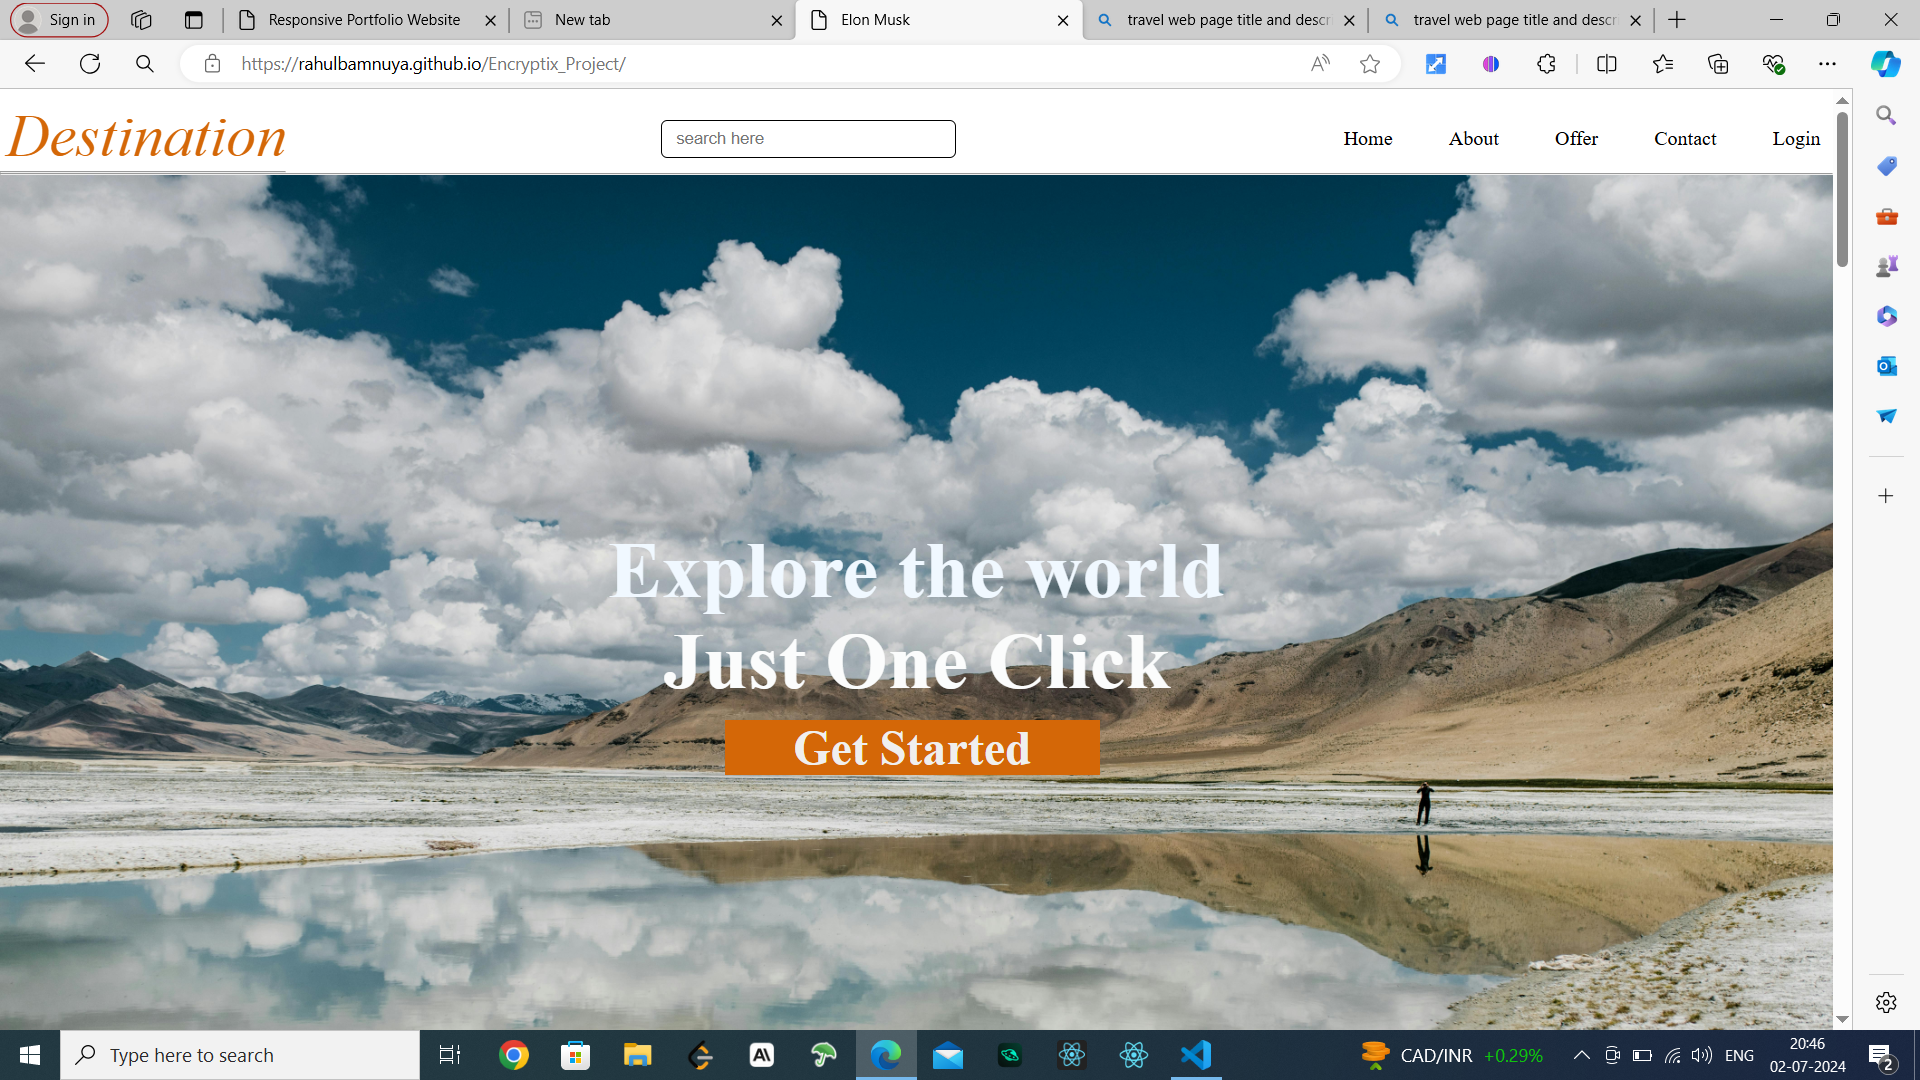 Sign in
Responsive Portfolio Website
New tab
Elon Musk
travel web page title and descri
travel web page title and descri
https://rahulbamnuya.github.io/Encryptix_Project/
Destination
search here
Home
About
Offer
Contact
Login
Explore the world
Just One Click
Get Started
Type here to search
CAD/INR +0.29%
ENG
20:46
02-07-2024
2